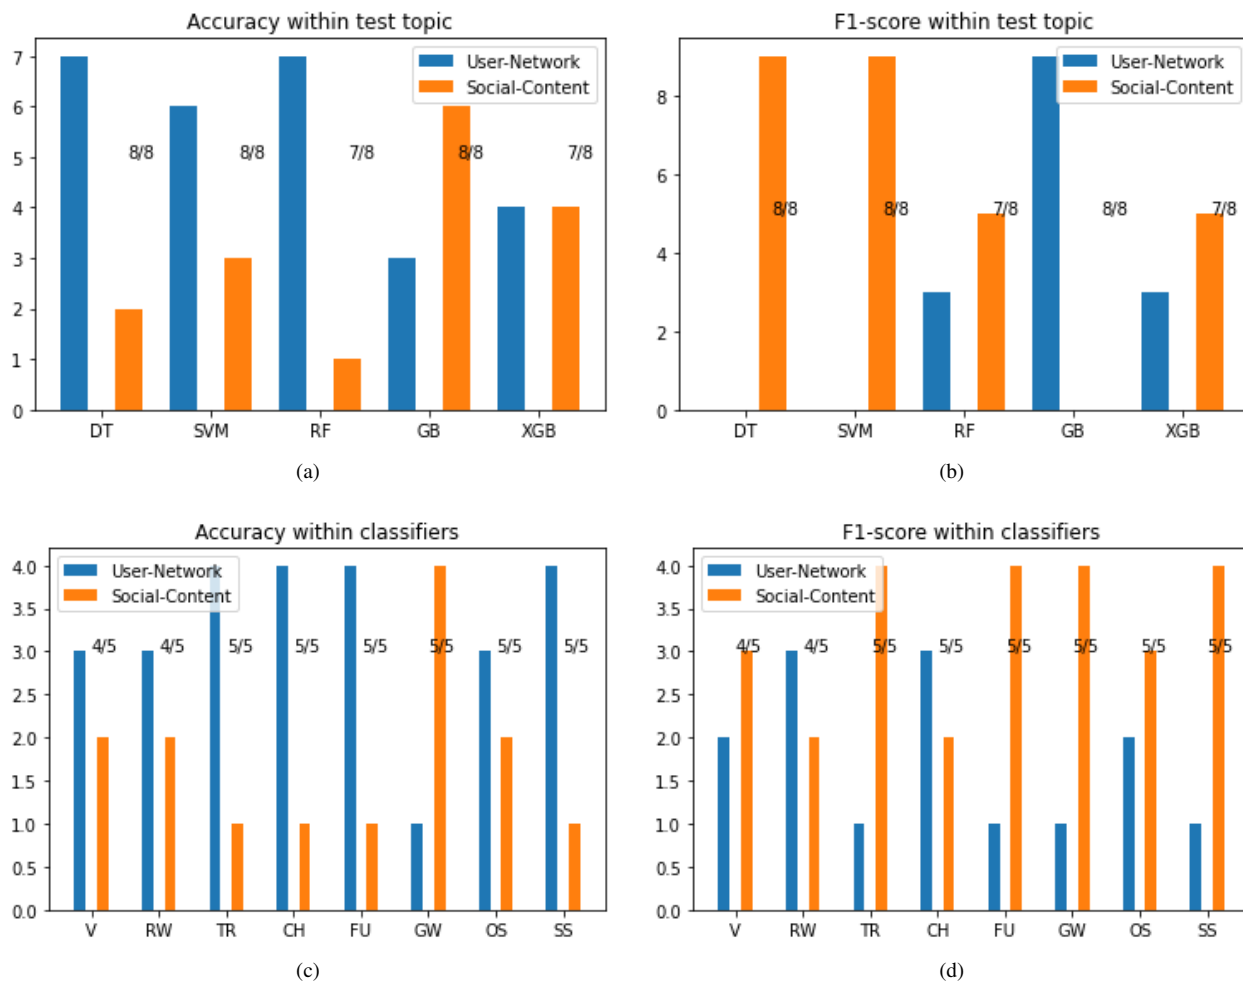 Accuracy within test topic
7
6
5
4
3
2
1
0
User-Network
Social-Content
8/8
8/8
7/8
8/8
7/8
DT
SVM
RF
GB
XGB
(a)
F1-score within test topic
8
6
4
2
0
User-Network
Social-Content
8/8
8/8
7/8
8/8
7/8
DT
SVM
RF
GB
XGB
(b)
Accuracy within classifiers
4.0
3.5
3.0
2.5
2.0
1.5
1.0
0.5
0.0
User-Network
Social-Content
4/5
4/5
5/5
5/5
5/5
5/5
5/5
5/5
V
RW
TR
CH
FU
GW
OS
SS
(c)
F1-score within classifiers
4.0
3.5
3.0
2.5
2.0
1.5
1.0
0.5
0.0
User-Network
Social-Content
4/5
4/5
5/5
5/5
5/5
5/5
5/5
5/5
V
RW
TR
CH
FU
GW
OS
SS
(d)